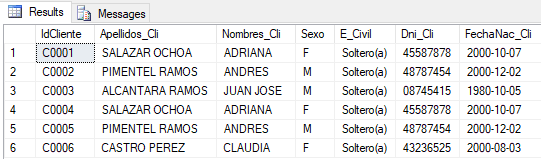 Results Messages
IdCliente Apellidos_Cli Nombres_Cli Sexo E_Civil Dni_Cli FechaNac_Cli
1 C0001 SALAZAR OCHOA ADRIANA F Soltero(a) 45587878 2000-10-07
2 C0002 PIMENTEL RAMOS ANDRES M Soltero(a) 48787454 2000-12-02
3 C0003 ALCANTARA RAMOS JUAN JOSE M Soltero(a) 08745415 1980-10-05
4 C0004 SALAZAR OCHOA ADRIANA F Soltero(a) 45587878 2000-10-07
5 C0005 PIMENTEL RAMOS ANDRES M Soltero(a) 48787454 2000-12-02
6 C0006 CASTRO PEREZ CLAUDIA F Soltero(a) 43236525 2000-08-03